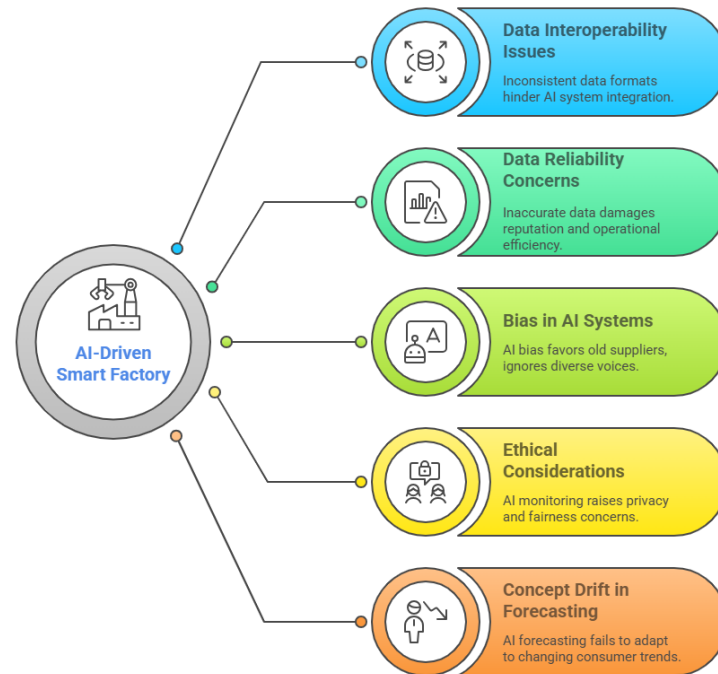 Data Interoperability
Issues
Inconsistent data formats
hinder AI system integration.
Data Reliability
Concerns
Inaccurate data damages
reputation and operational
efficiency.
AI-Driven
Smart Factory
Bias in AI Systems
AI bias favors old suppliers,
ignores diverse voices.
A
Ethical
Considerations
AI monitoring raises privacy
and fairness concerns.
Concept Drift in
Forecasting
AI forecasting fails to adapt
to changing consumer trends.